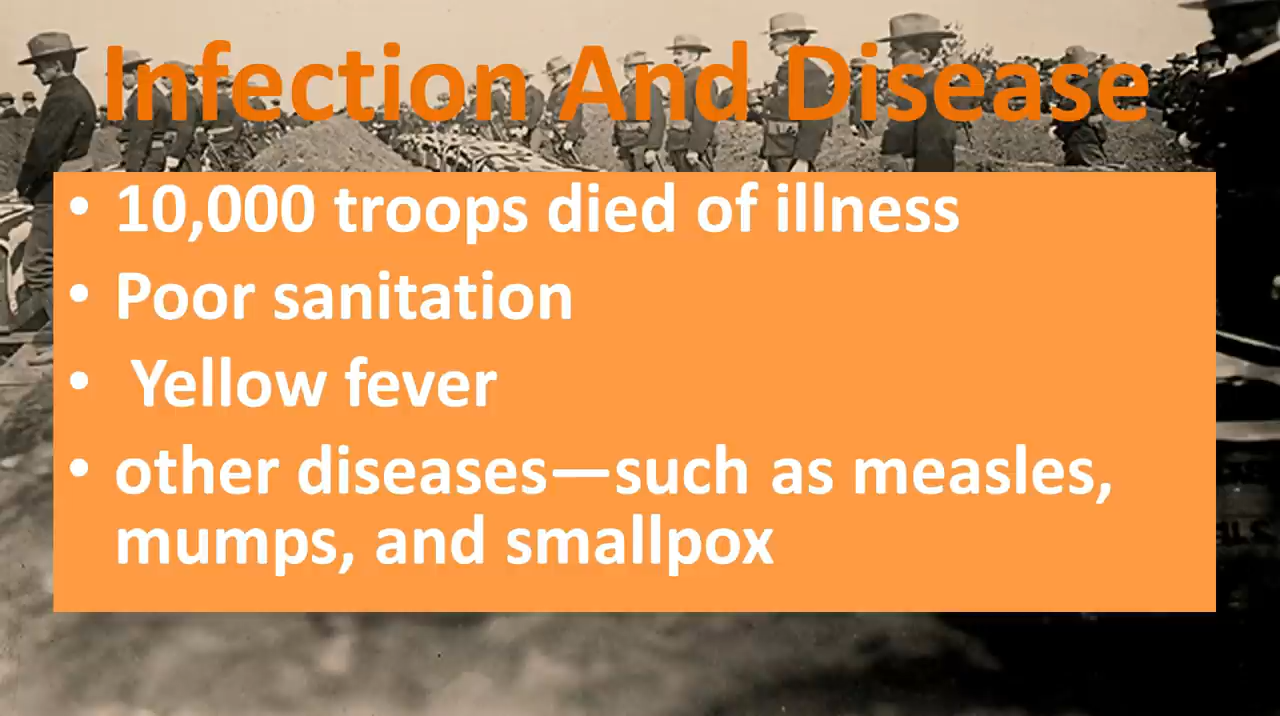 Infection And Disease
• 10,000 troops died of illness
• Poor sanitation
• Yellow fever
• other diseases—such as measles,
mumps, and smallpox